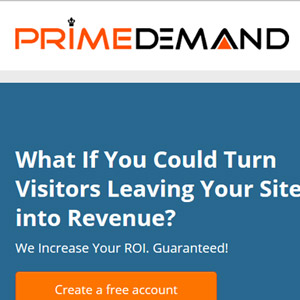 PRIMEDEMAND
What If You Could Turn
Visitors Leaving Your Site
into Revenue?
We Increase Your ROI. Guaranteed!
Create a free account